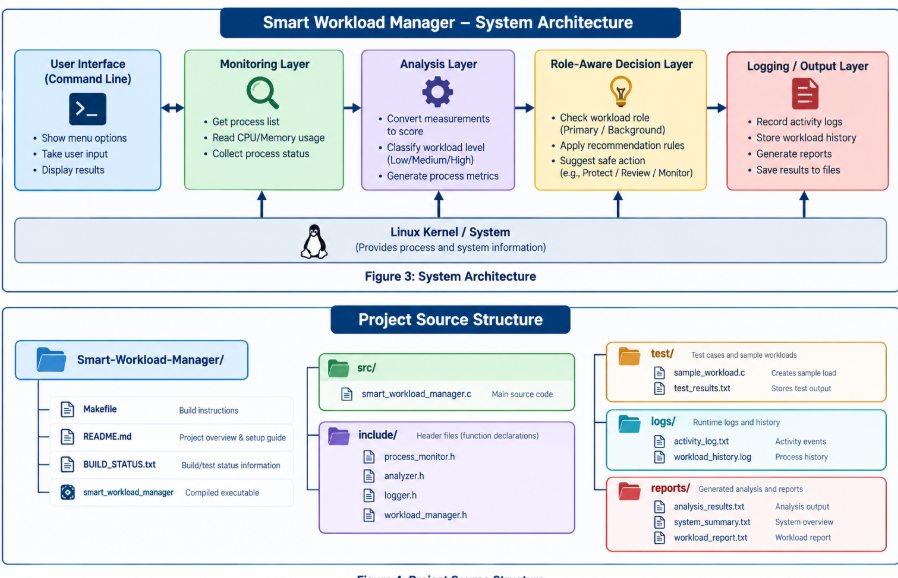 Smart Workload Manager – System Architecture
User Interface
(Command Line)
• Show menu options
• Take user input
• Display results
Monitoring Layer
• Get process list
• Read CPU/Memory usage
• Collect process status
Analysis Layer
• Convert measurements
to score
• Classify workload level
(Low/Medium/High)
• Generate process metrics
Role-Aware Decision Layer
• Check workload role
(Primary / Background)
• Apply recommendation rules
• Suggest safe action
(e.g., Protect / Review / Monitor)
Logging / Output Layer
• Record activity logs
• Store workload history
• Generate reports
• Save results to files
Linux Kernel / System
(Provides process and system information)
Figure 3: System Architecture
Project Source Structure
Smart-Workload-Manager/
Makefile Build instructions
README.md Project overview & setup guide
BUILD_STATUS.txt Build/test status information
smart_workload_manager Compiled executable
src/
smart_workload_manager.c Main source code
include/ Header files (function declarations)
process_monitor.h
analyzer.h
logger.h
workload_manager.h
test/ Test cases and sample workloads
sample_workload.c Creates sample load
test_results.txt Stores test output
logs/ Runtime logs and history
activity_log.txt Activity events
workload_history.log Process history
reports/ Generated analysis and reports
analysis_results.txt Analysis output
system_summary.txt System overview
workload_report.txt Workload report
Figure 4: Project Source Structure